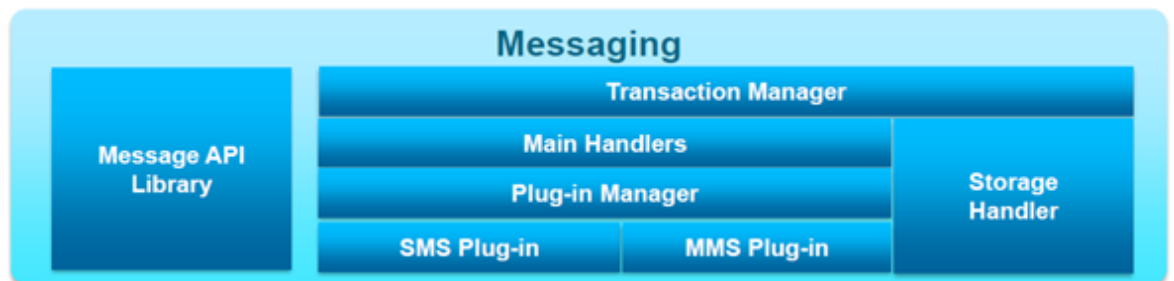 Messaging
Message API
Library
Transaction Manager
Main Handlers
Plug-in Manager
SMS Plug-in
MMS Plug-in
Storage
Handler